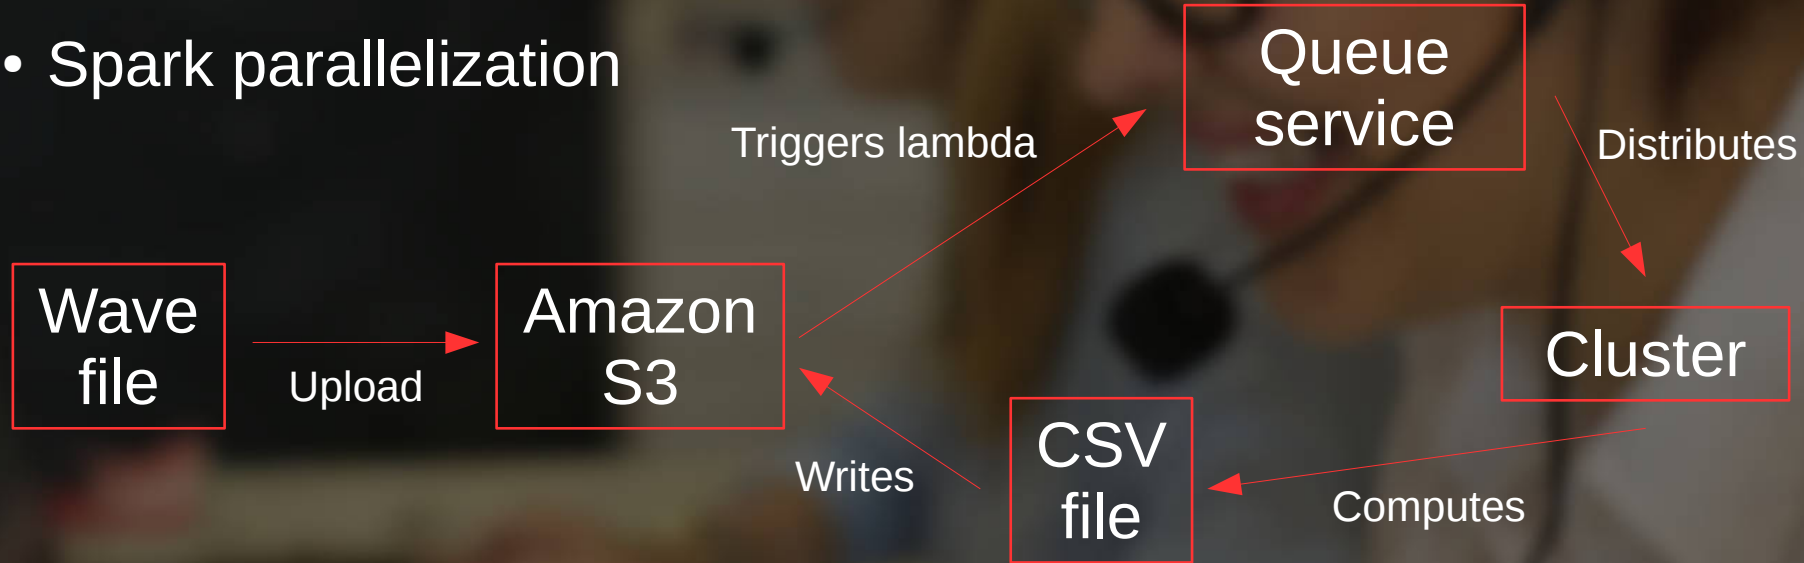 • Spark parallelization
Queue
service
Triggers lambda
Distributes
Wave
file
Upload
Amazon
S3
Cluster
CSV
file
Writes
Computes